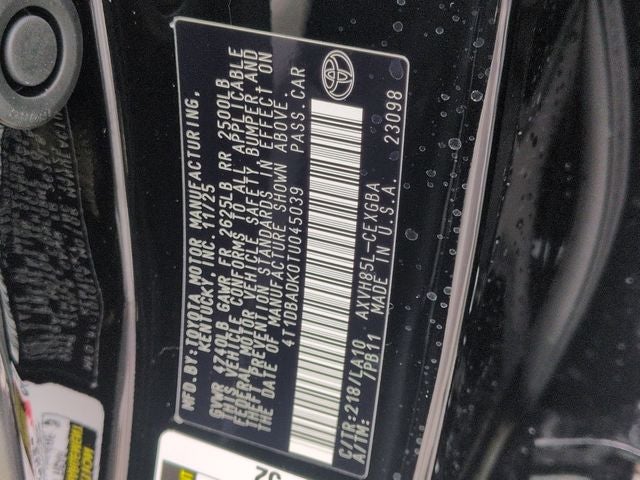 MFG.BY:TOYOTA MOTOR MANUFACTURING,
KENTUCKY, INC. 11/25
GVWR 4740LB GAWR FR 2625LB RR 2500LB
THIS VEHICLE CONFORMS TO ALL APPLICABLE
FEDERAL MOTOR VEHICLE SAFETY BUMPER AND
THEFT PREVENTION STANDARDS IN EFFECT ON
THE DATE OF MANUFACTURE SHOWN ABOVE
4T1DBADK0TU045039 PASS.CAR
C/TR:218/LA10 AXVH85L-CEXGBA
A/TM: /PB11 MADE IN U.S.A. 23098